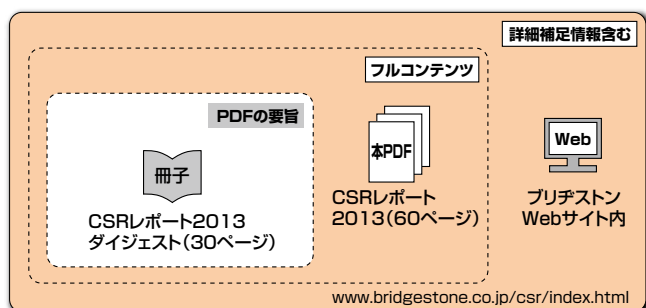 詳細補足情報含む
フルコンテンツ
PDFの要旨
冊子
CSRレポート2013
ダイジェスト(30ページ)
本PDF
CSRレポート
2013(60ページ)
Web
ブリヂストン
Webサイト内
www.bridgestone.co.jp/csr/index.html